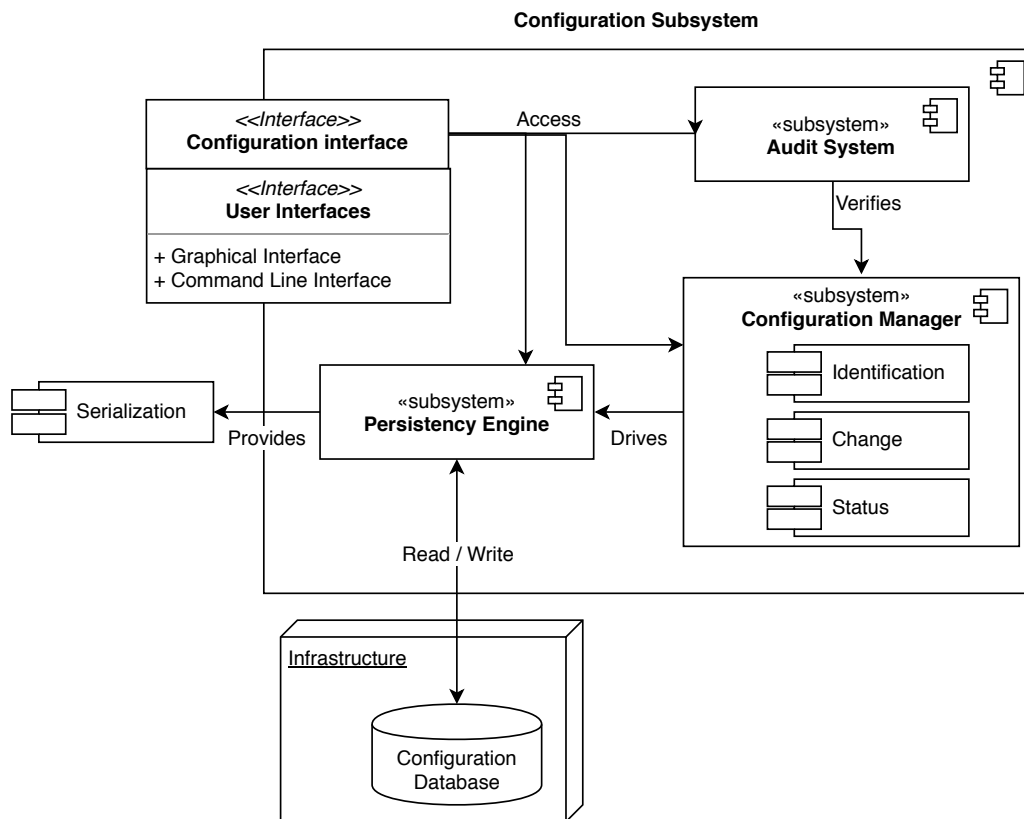 Configuration Subsystem
<<Interface>>
Configuration interface
<<Interface>>
User Interfaces
+ Graphical Interface
+ Command Line Interface
Access
«subsystem»
Audit System
Verifies
«subsystem»
Configuration Manager
Identification
Change
Status
Serialization
Provides
«subsystem»
Persistency Engine
Drives
Read / Write
Infrastructure
Configuration
Database